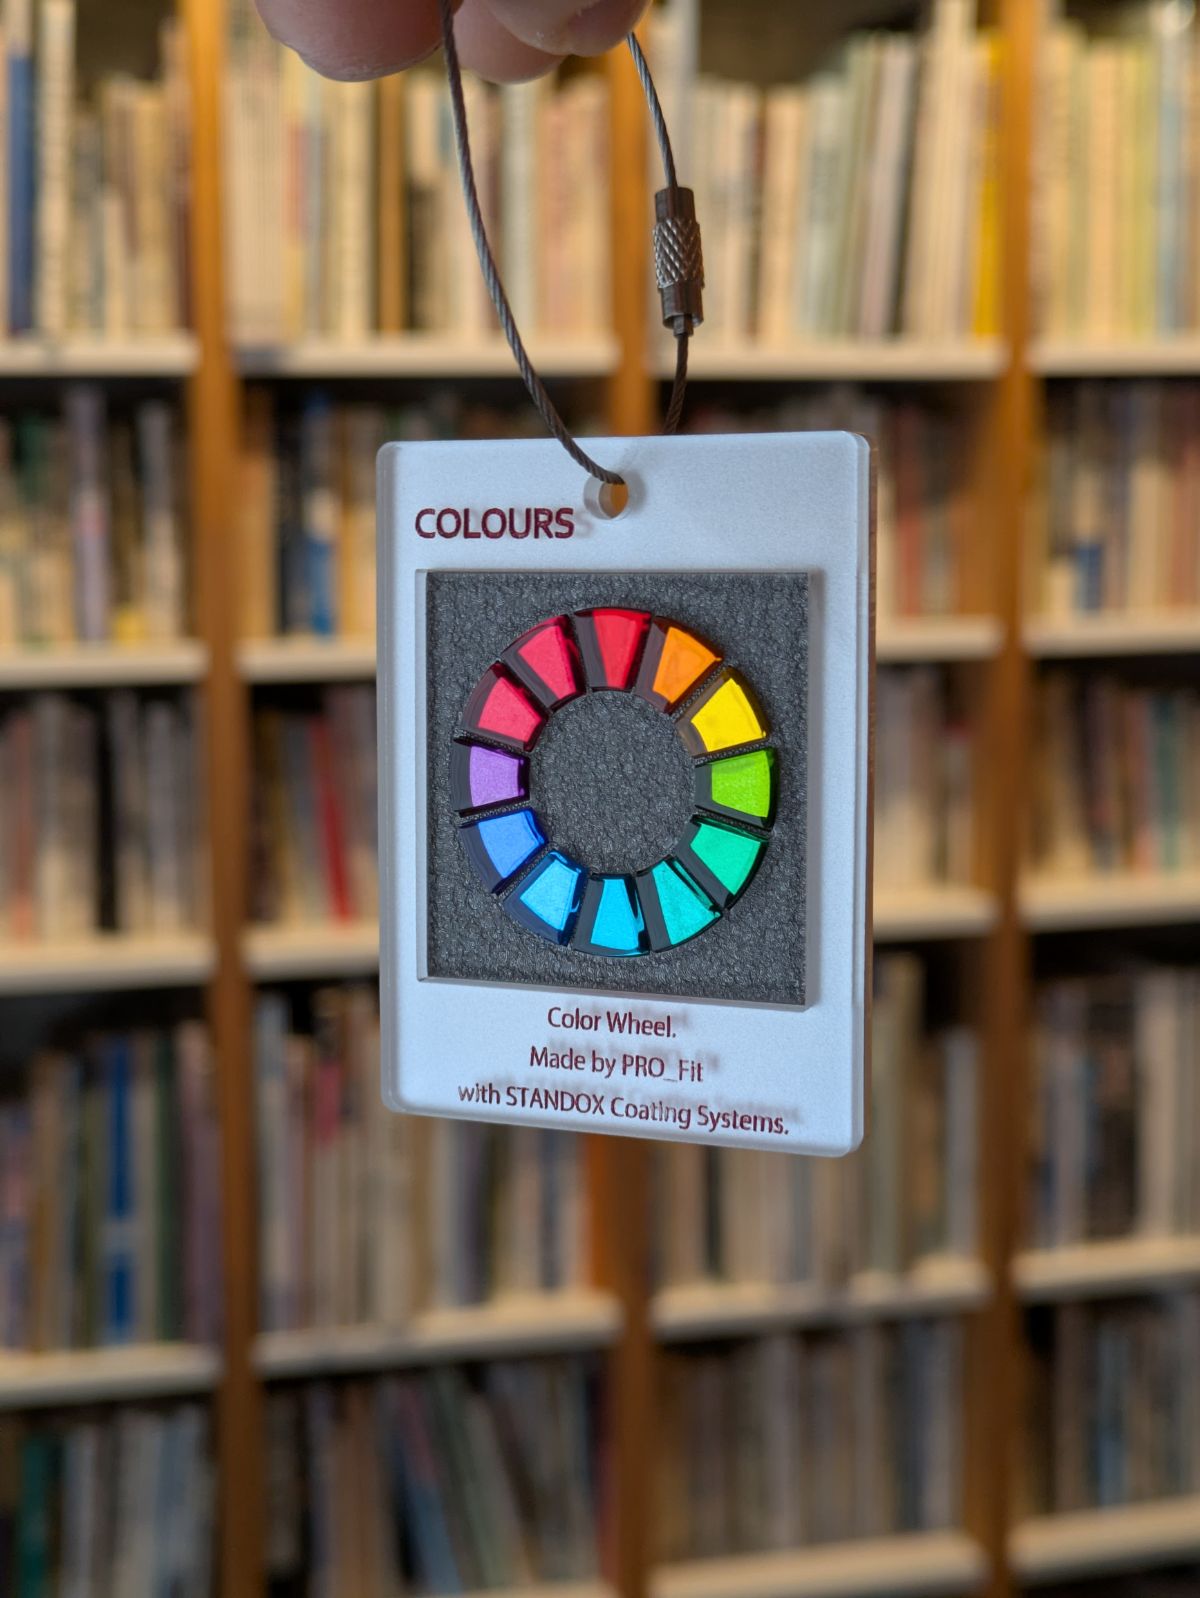 COLOURS
Color Wheel.
Made by PRO_Fit
with STANDOX Coating Systems.